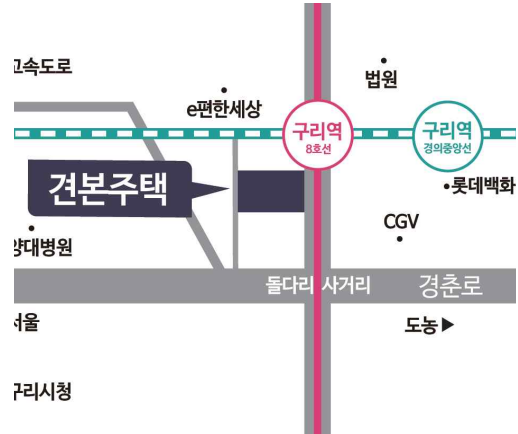 고속도로
법원
e편한세상
구리역
8호선
구리역
경의중앙선
견본주택
롯데백화
CGV
양대병원
돌다리 사거리
경춘로
서울
도농▶
구리시청